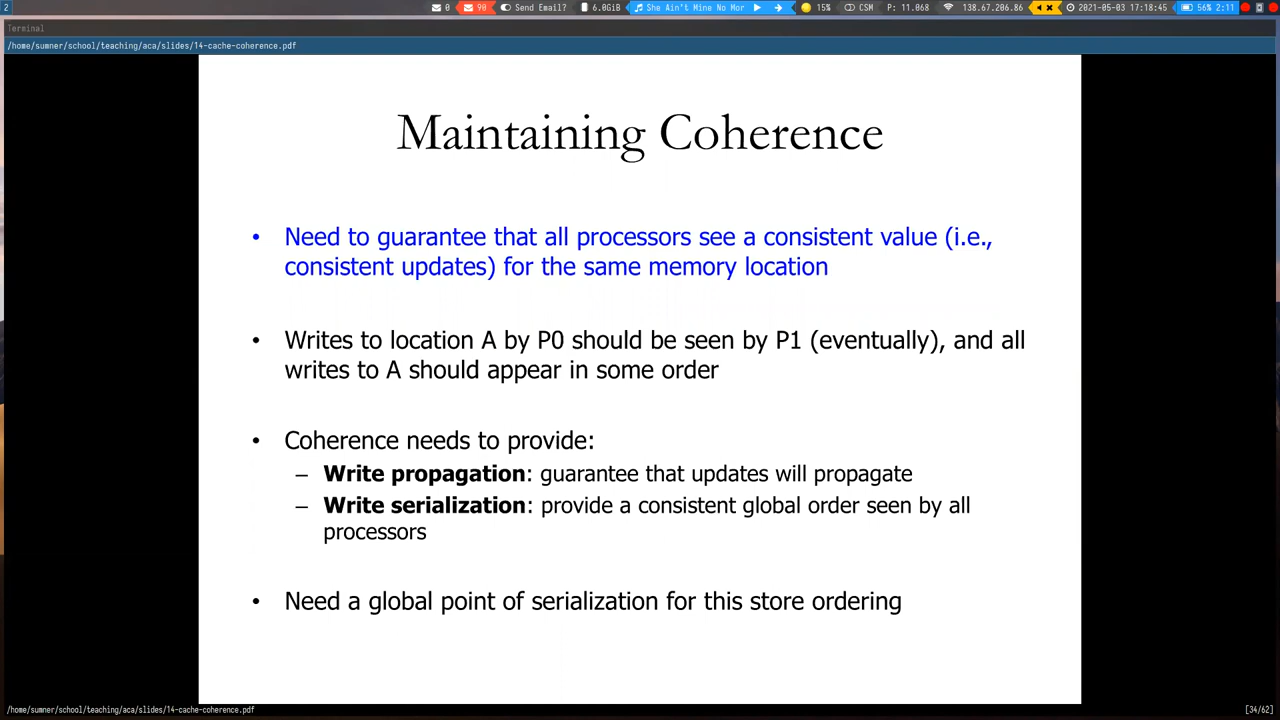 2 0 90 Send Email? 6.0GiB She Ain't Mine No Mor 15% CSM P: 11.068 138.67.206.86 2021-05-03 17:18:45 56% 2:11
Terminal
/home/sumner/school/teaching/aca/slides/14-cache-coherence.pdf
Maintaining Coherence
• Need to guarantee that all processors see a consistent value (i.e.,
consistent updates) for the same memory location
• Writes to location A by P0 should be seen by P1 (eventually), and all
writes to A should appear in some order
• Coherence needs to provide:
– Write propagation: guarantee that updates will propagate
– Write serialization: provide a consistent global order seen by all
processors
• Need a global point of serialization for this store ordering
/home/sumner/school/teaching/aca/slides/14-cache-coherence.pdf [34/62]